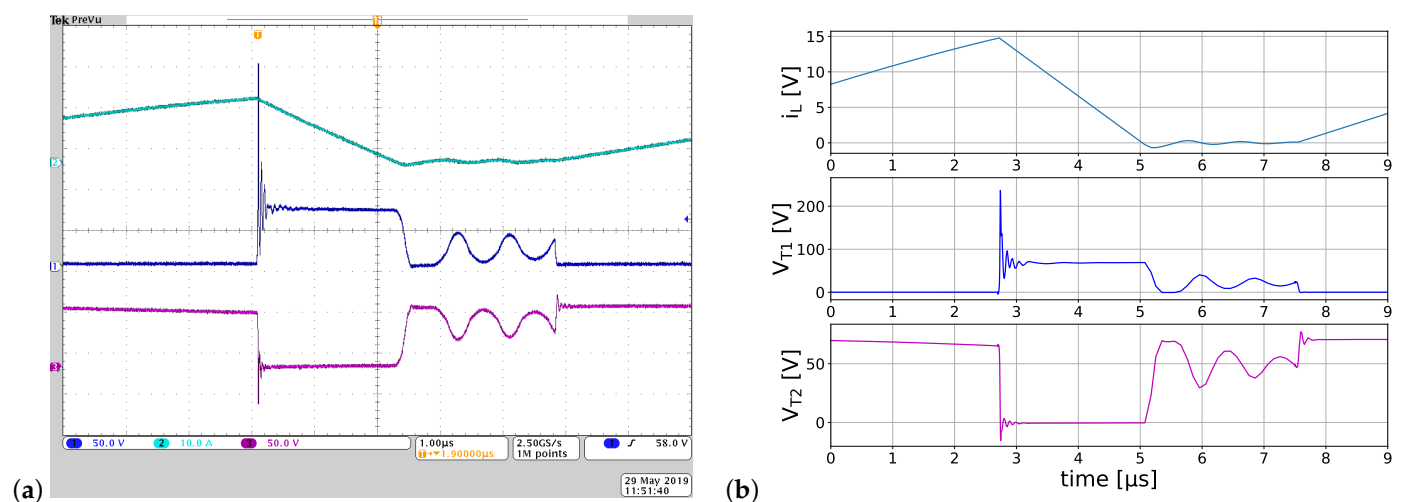 Tek PreVu
T
T
2
1
3
1 50.0 V 2 10.0 A 3 50.0 V
1.00µs
T→▼1.90000µs
2.50GS/s
1M points
1 ∫ 58.0 V
29 May 2019
11:51:40
(a)
15
10
5
0
iL [V]
0 1 2 3 4 5 6 7 8 9
200
100
0
VT1 [V]
0 1 2 3 4 5 6 7 8 9
50
0
VT2 [V]
0 1 2 3 4 5 6 7 8 9
time [µs]
(b)